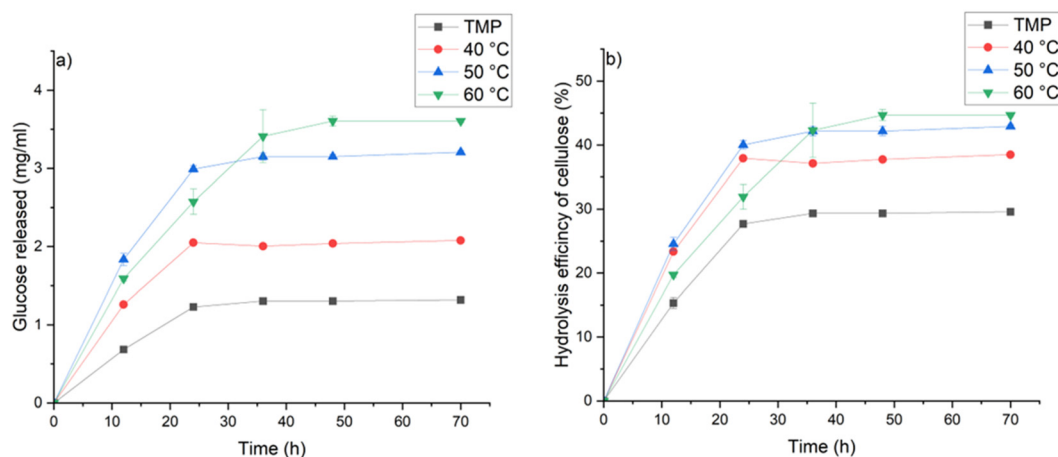 a)
TMP
40 °C
50 °C
60 °C
Glucose released (mg/ml)
4
3
2
1
0
0 10 20 30 40 50 60 70
Time (h)
b)
TMP
40 °C
50 °C
60 °C
Hydrolysis efficincy of cellulose (%)
60
50
40
30
20
10
0
0 10 20 30 40 50 60 70
Time (h)